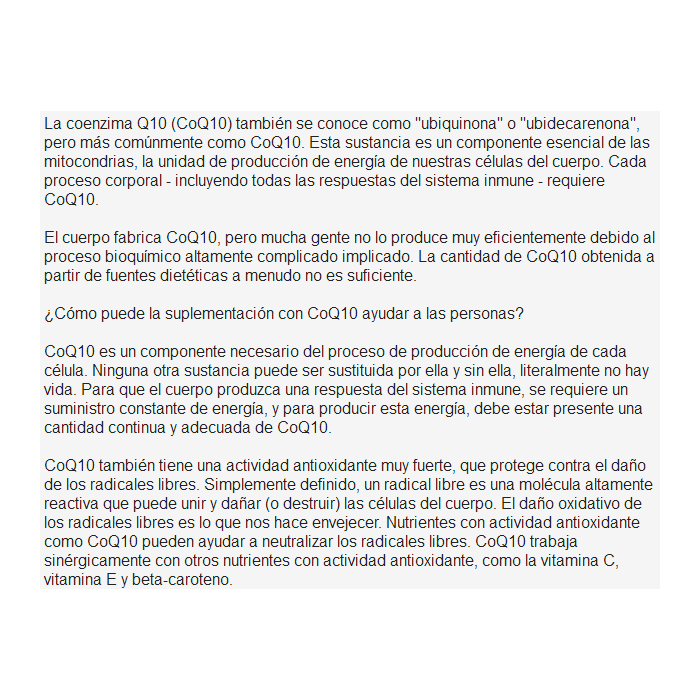 La coenzima Q10 (CoQ10) también se conoce como "ubiquinona" o "ubidecarenona",
pero más comúnmente como CoQ10. Esta sustancia es un componente esencial de las
mitocondrias, la unidad de producción de energía de nuestras células del cuerpo. Cada
proceso corporal - incluyendo todas las respuestas del sistema inmune - requiere
CoQ10.
El cuerpo fabrica CoQ10, pero mucha gente no lo produce muy eficientemente debido al
proceso bioquímico altamente complicado implicado. La cantidad de CoQ10 obtenida a
partir de fuentes dietéticas a menudo no es suficiente.
¿Cómo puede la suplementación con CoQ10 ayudar a las personas?
CoQ10 es un componente necesario del proceso de producción de energía de cada
célula. Ninguna otra sustancia puede ser sustituida por ella y sin ella, literalmente no hay
vida. Para que el cuerpo produzca una respuesta del sistema inmune, se requiere un
suministro constante de energía, y para producir esta energía, debe estar presente una
cantidad continua y adecuada de CoQ10.
CoQ10 también tiene una actividad antioxidante muy fuerte, que protege contra el daño
de los radicales libres. Simplemente definido, un radical libre es una molécula altamente
reactiva que puede unir y dañar (o destruir) las células del cuerpo. El daño oxidativo de
los radicales libres es lo que nos hace envejecer. Nutrientes con actividad antioxidante
como CoQ10 pueden ayudar a neutralizar los radicales libres. CoQ10 trabaja
sinérgicamente con otros nutrientes con actividad antioxidante, como la vitamina C,
vitamina E y beta-caroteno.